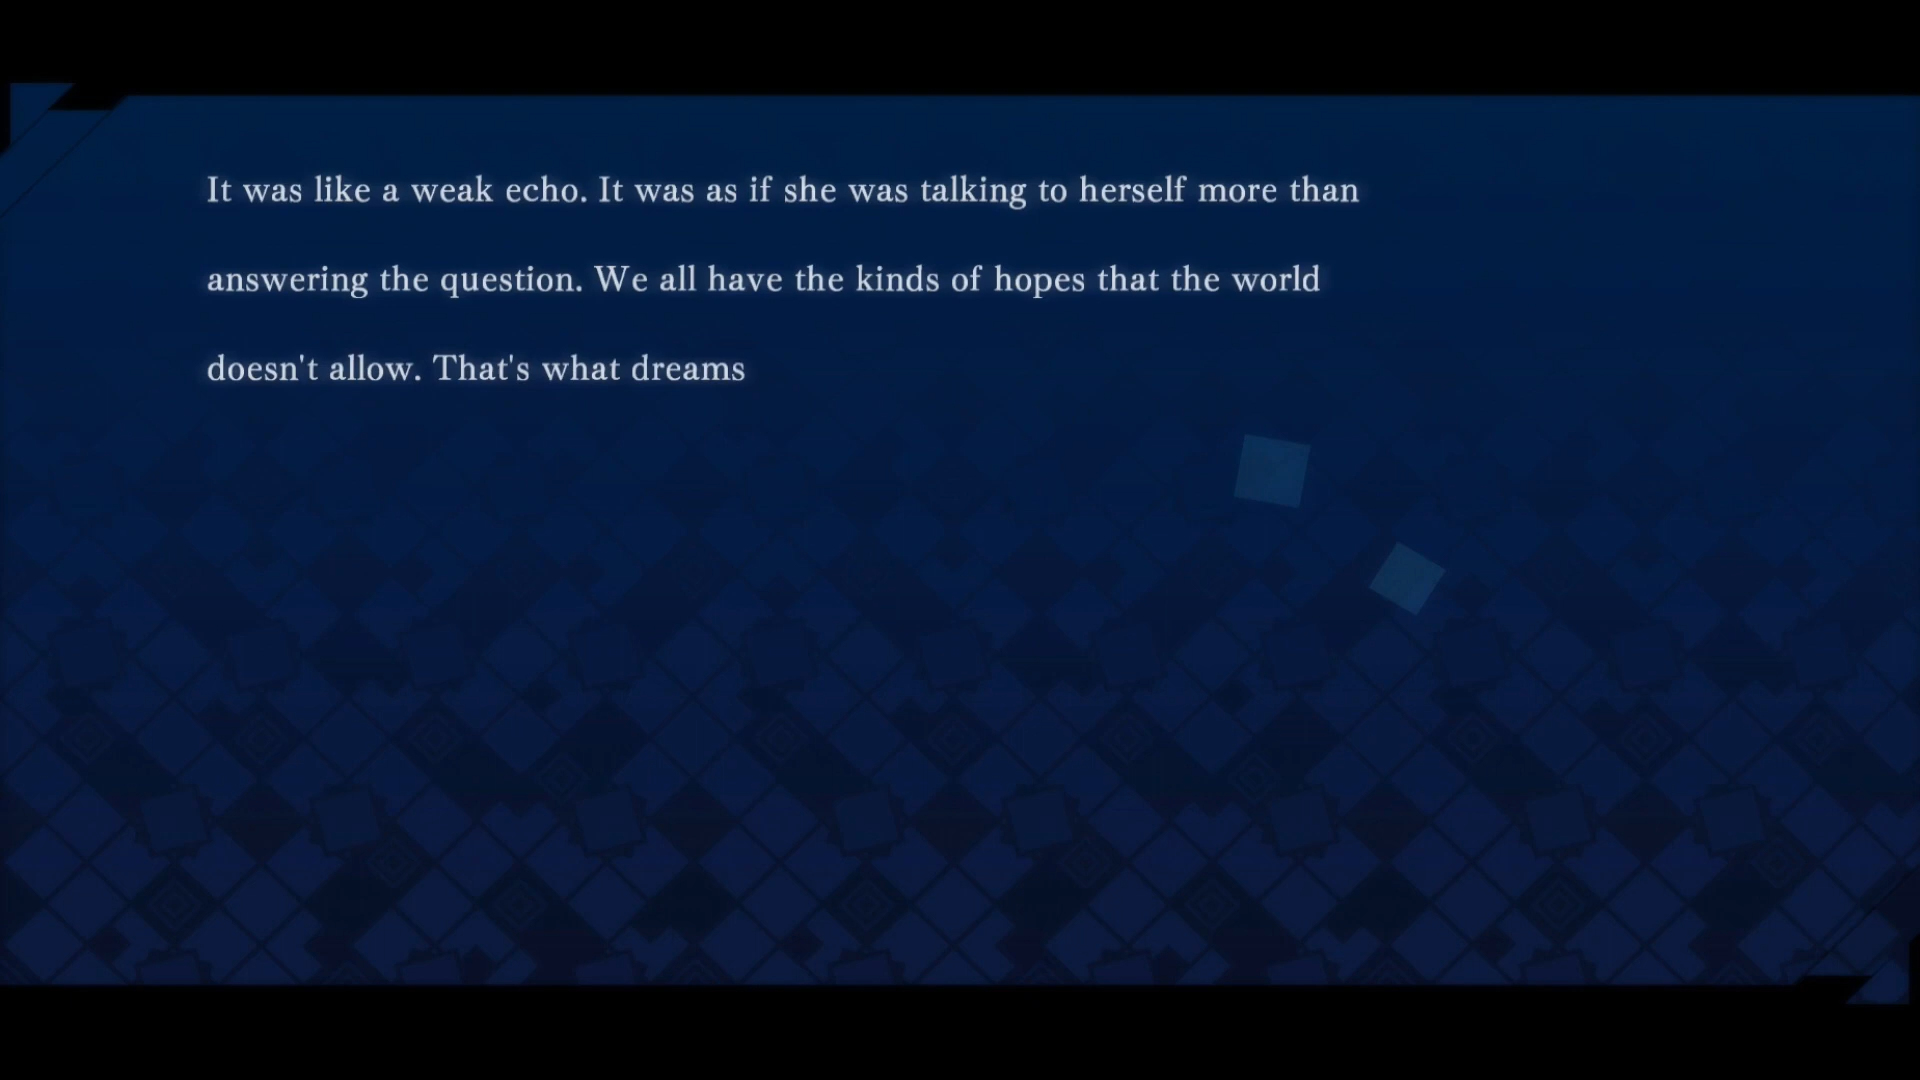 It was like a weak echo. It was as if she was talking to herself more than
answering the question. We all have the kinds of hopes that the world
doesn't allow. That's what dreams